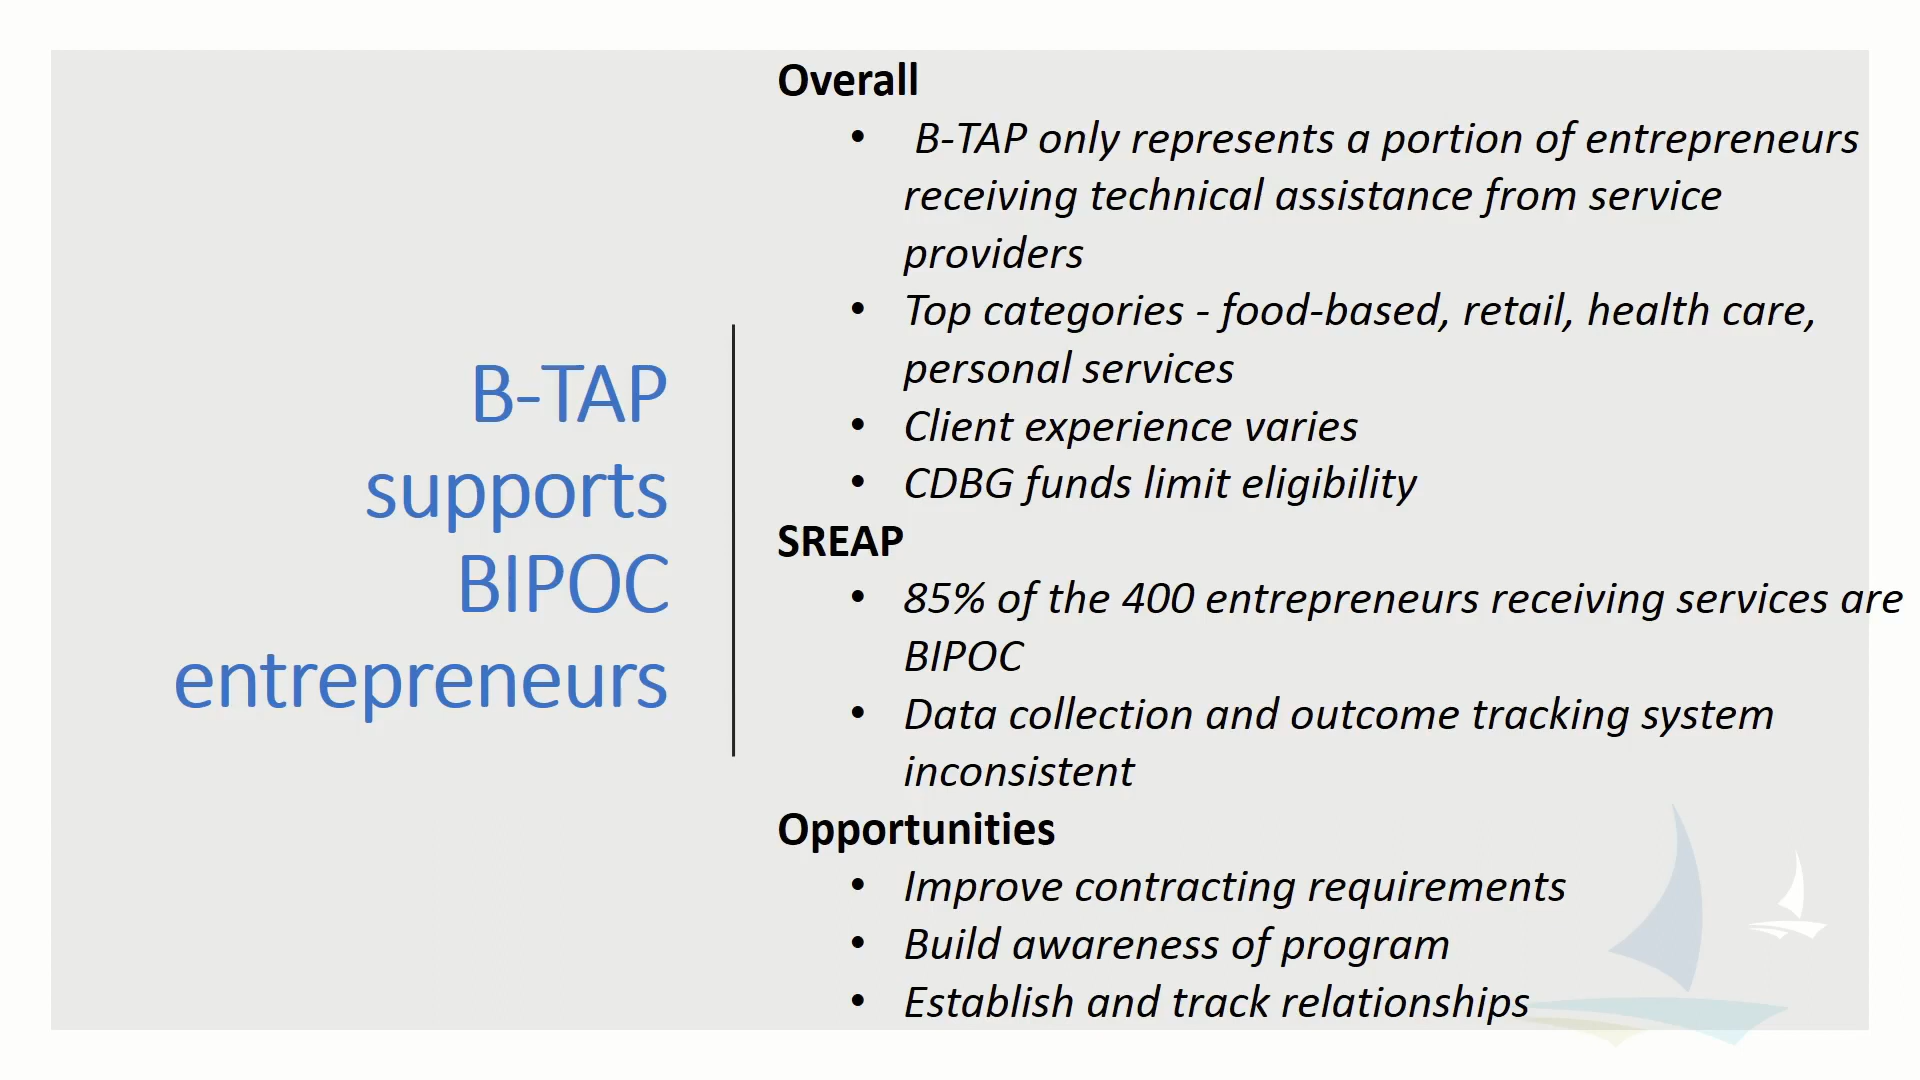 B-TAP
supports
BIPOC
entrepreneurs
Overall
• B-TAP only represents a portion of entrepreneurs
receiving technical assistance from service
providers
• Top categories - food-based, retail, health care,
personal services
• Client experience varies
• CDBG funds limit eligibility
SREAP
• 85% of the 400 entrepreneurs receiving services are
BIPOC
• Data collection and outcome tracking system
inconsistent
Opportunities
• Improve contracting requirements
• Build awareness of program
• Establish and track relationships